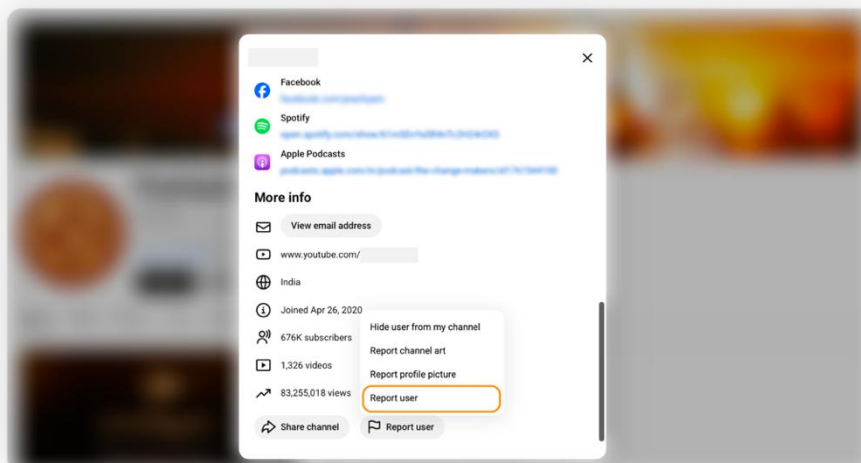 Facebook
Spotify
Apple Podcasts
More info
View email address
www.youtube.com/
India
Joined Apr 26, 2020
676K subscribers
1,326 videos
83,255,018 views
Hide user from my channel
Report channel art
Report profile picture
Report user
Share channel
Report user